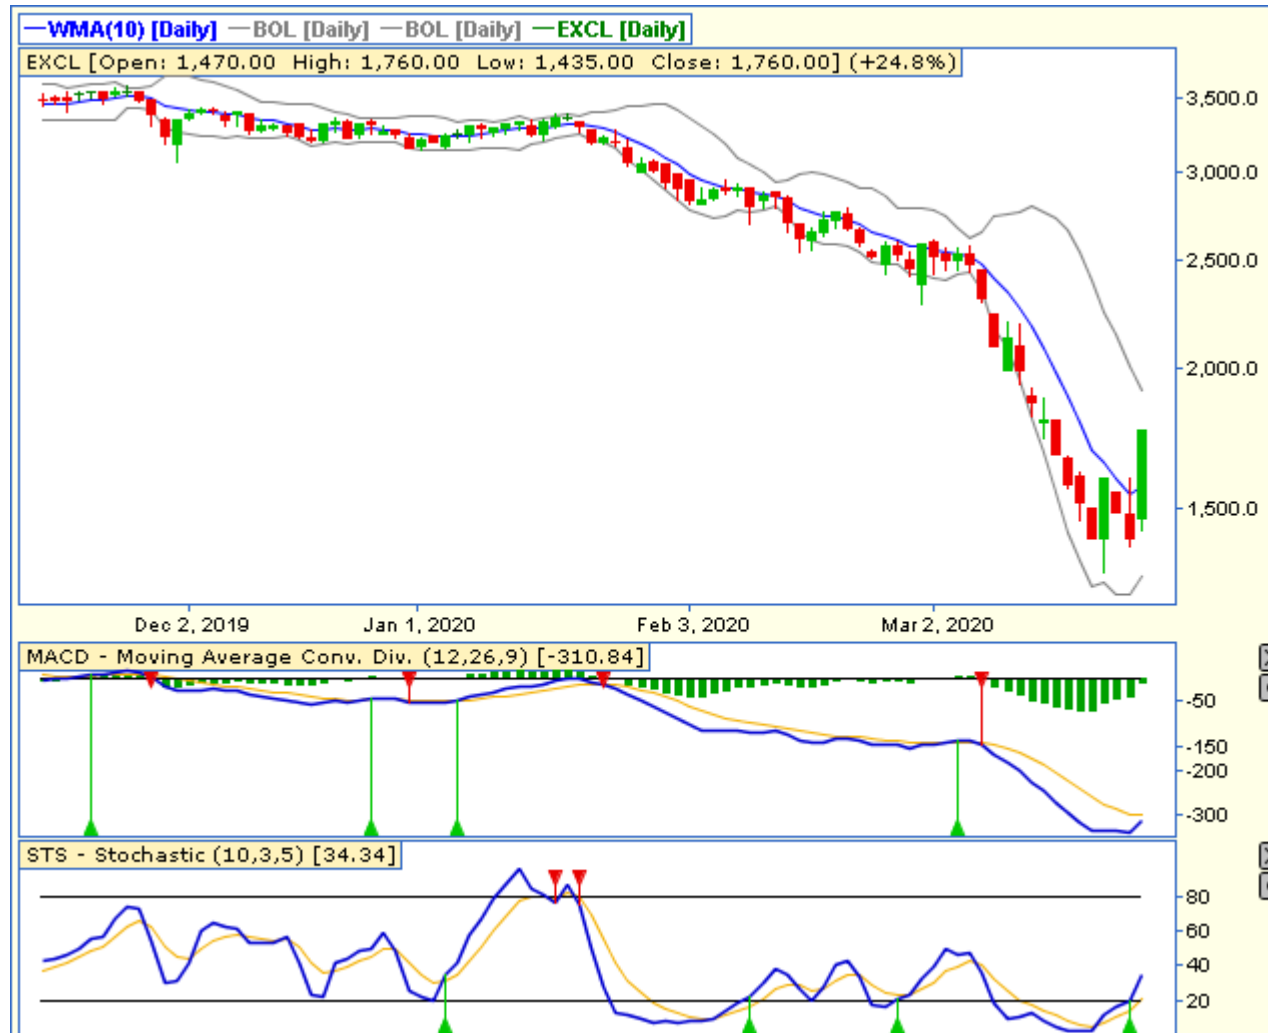 WMA(10) [Daily] BOL [Daily] BOL [Daily] EXCL [Daily]
EXCL [Open: 1,470.00 High: 1,760.00 Low: 1,435.00 Close: 1,760.00] (+24.8%)
3,500.0
3,000.0
2,500.0
2,000.0
1,500.0
Dec 2, 2019 Jan 1, 2020 Feb 3, 2020 Mar 2, 2020
MACD - Moving Average Conv. Div. (12,26,9) [-310.84]
-50
-150
-200
-300
STS - Stochastic (10,3,5) [34.34]
80
60
40
20